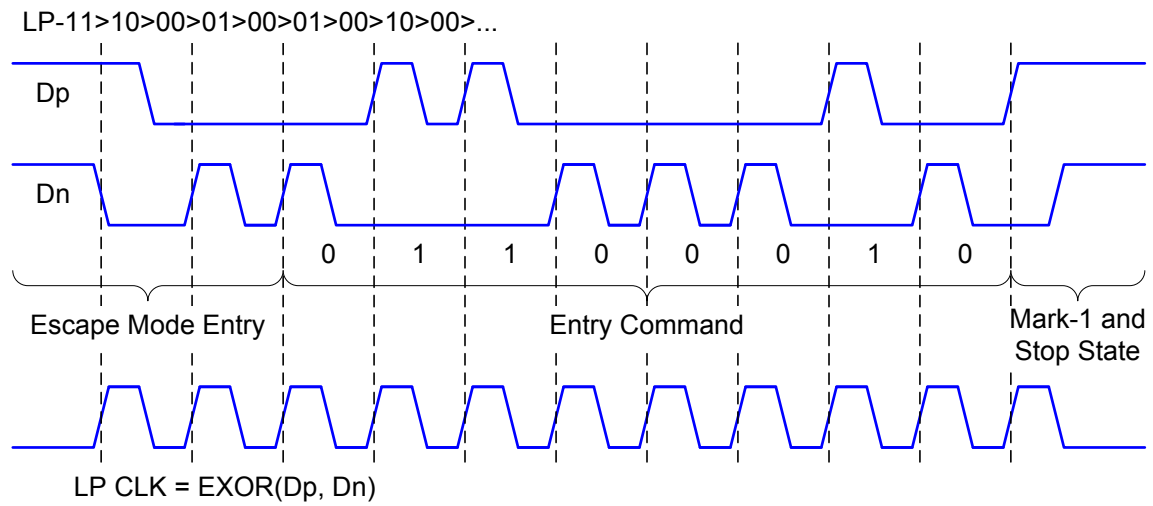 LP-11>10>00>01>00>01>00>10>00>...
Dp
Dn
0 1 1 0 0 0 1 0
Escape Mode Entry
Entry Command
Mark-1 and
Stop State
LP CLK = EXOR(Dp, Dn)